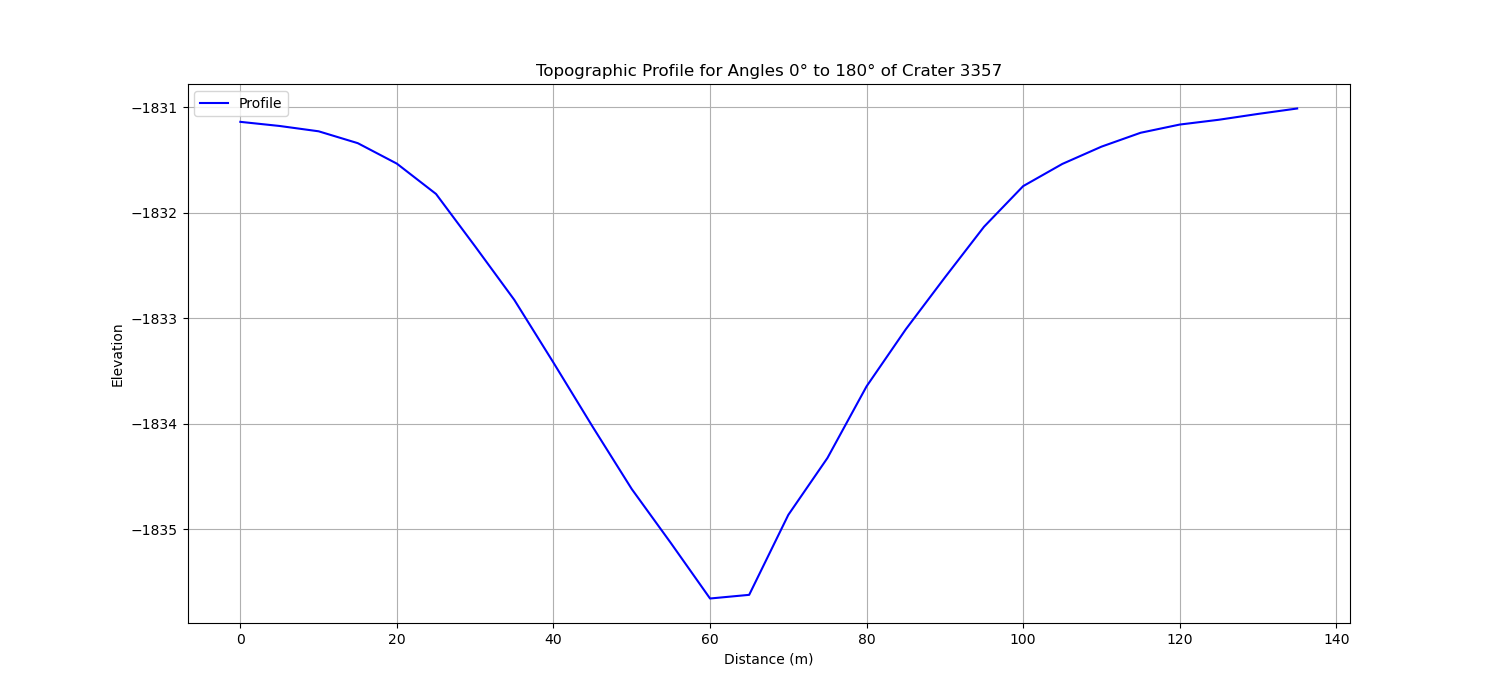 Topographic Profile for Angles 0° to 180° of Crater 3357
Profile
−1831
−1832
−1833
−1834
−1835
Elevation
0 20 40 60 80 100 120 140
Distance (m)